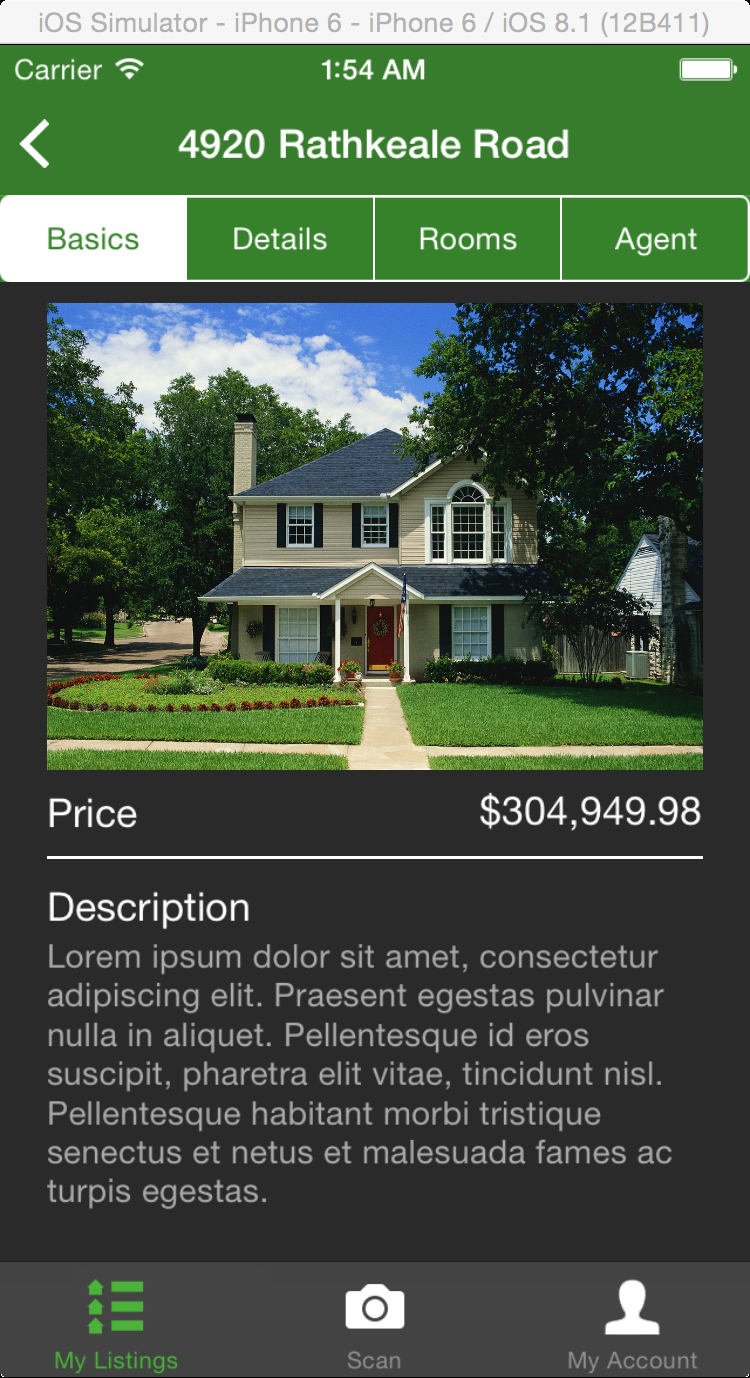 iOS Simulator - iPhone 6 - iPhone 6 / iOS 8.1 (12B411)
Carrier 1:54 AM
4920 Rathkeale Road
Basics Details Rooms Agent
Price $304,949.98
Description
Lorem ipsum dolor sit amet, consectetur
adipiscing elit. Praesent egestas pulvinar
nulla in aliquet. Pellentesque id eros
suscipit, pharetra elit vitae, tincidunt nisl.
Pellentesque habitant morbi tristique
senectus et netus et malesuada fames ac
turpis egestas.
My Listings Scan My Account